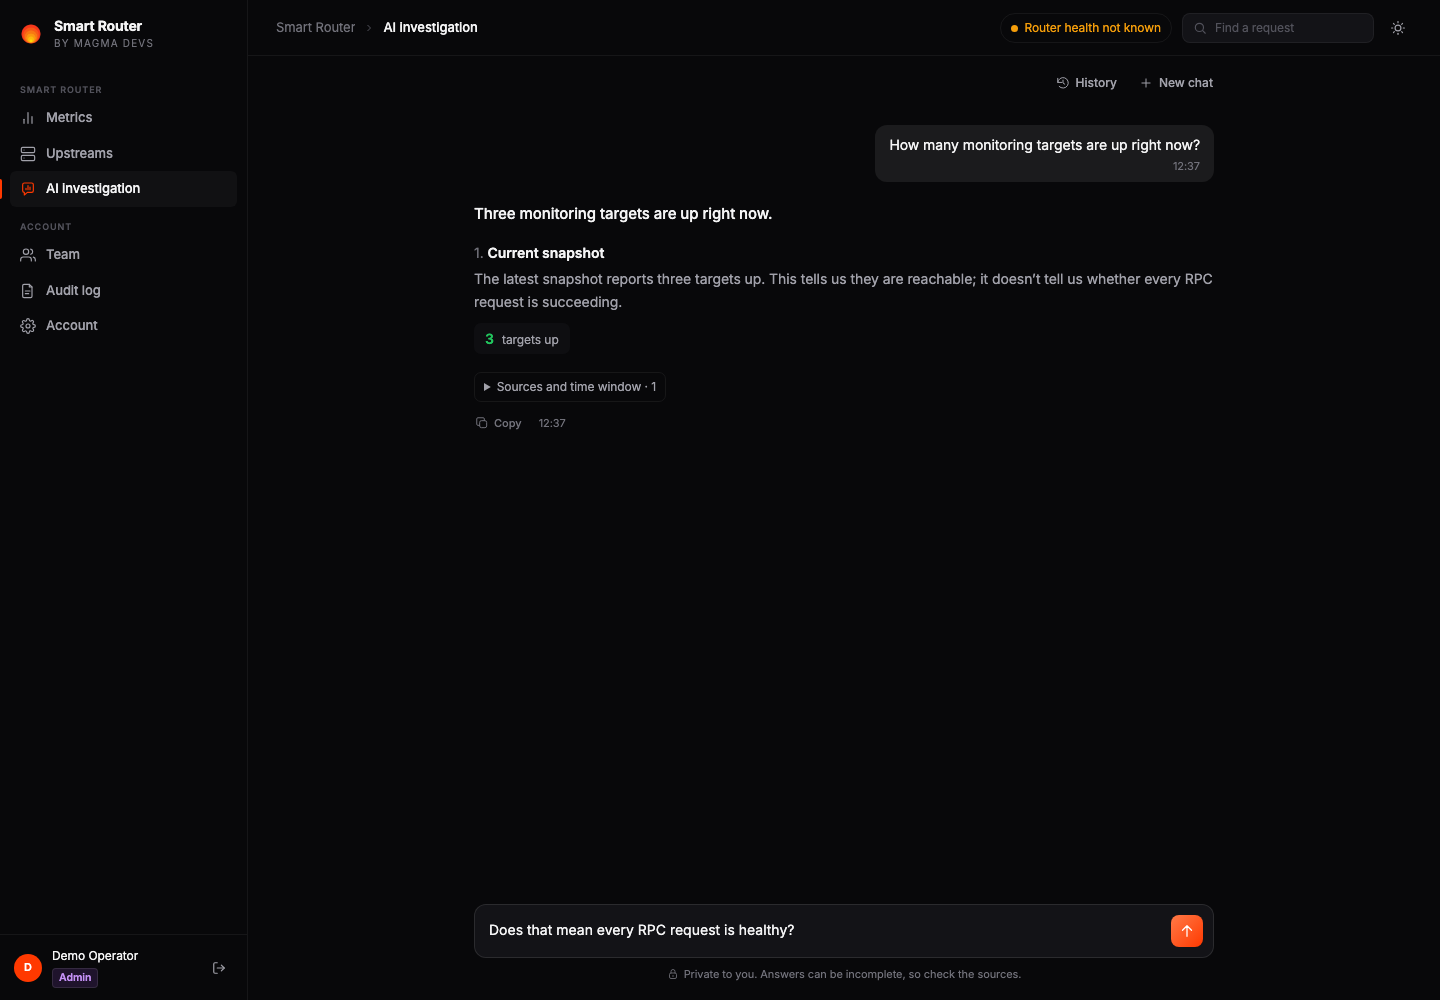 Smart Router
BY MAGMA DEVS
SMART ROUTER
Metrics
Upstreams
AI investigation
ACCOUNT
Team
Audit log
Account
D
Demo Operator
Admin
Smart Router
AI investigation
Router health not known
Find a request
History
New chat
How many monitoring targets are up right now?
12:37
Three monitoring targets are up right now.
1. Current snapshot
The latest snapshot reports three targets up. This tells us they are reachable; it doesn’t tell us whether every RPC
request is succeeding.
3 targets up
Sources and time window · 1
Copy 12:37
Does that mean every RPC request is healthy?
Private to you. Answers can be incomplete, so check the sources.